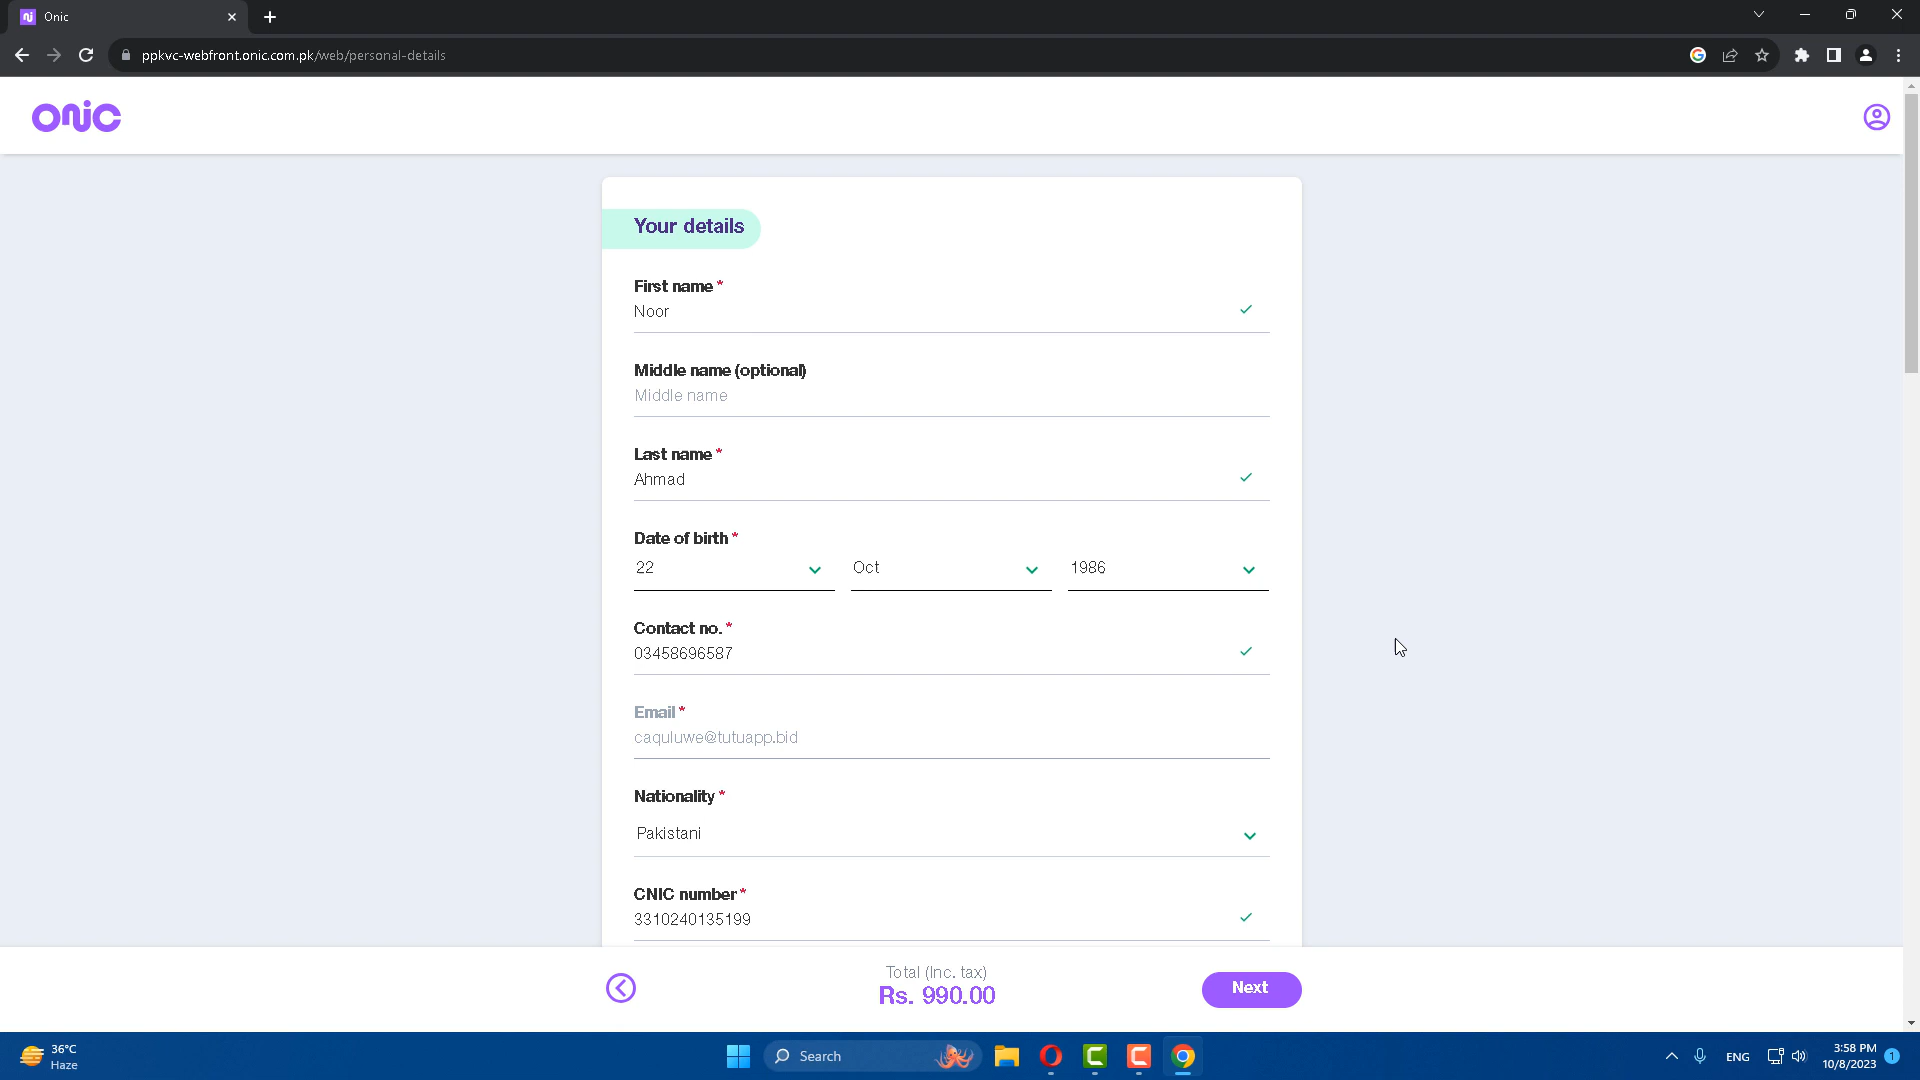 Onic
ppkvc-webfront.onic.com.pk/web/personal-details
onic
Your details
First name *
Noor
Middle name (optional)
Middle name
Last name *
Ahmad
Date of birth *
22 Oct 1986
Contact no. *
03458696587
Email *
caquluwe@tutuapp.bid
Nationality *
Pakistani
CNIC number *
3310240135199
Total (Inc. tax)
Rs. 990.00
Next
36°C
Haze
Search
ENG
3:58 PM
10/8/2023
1